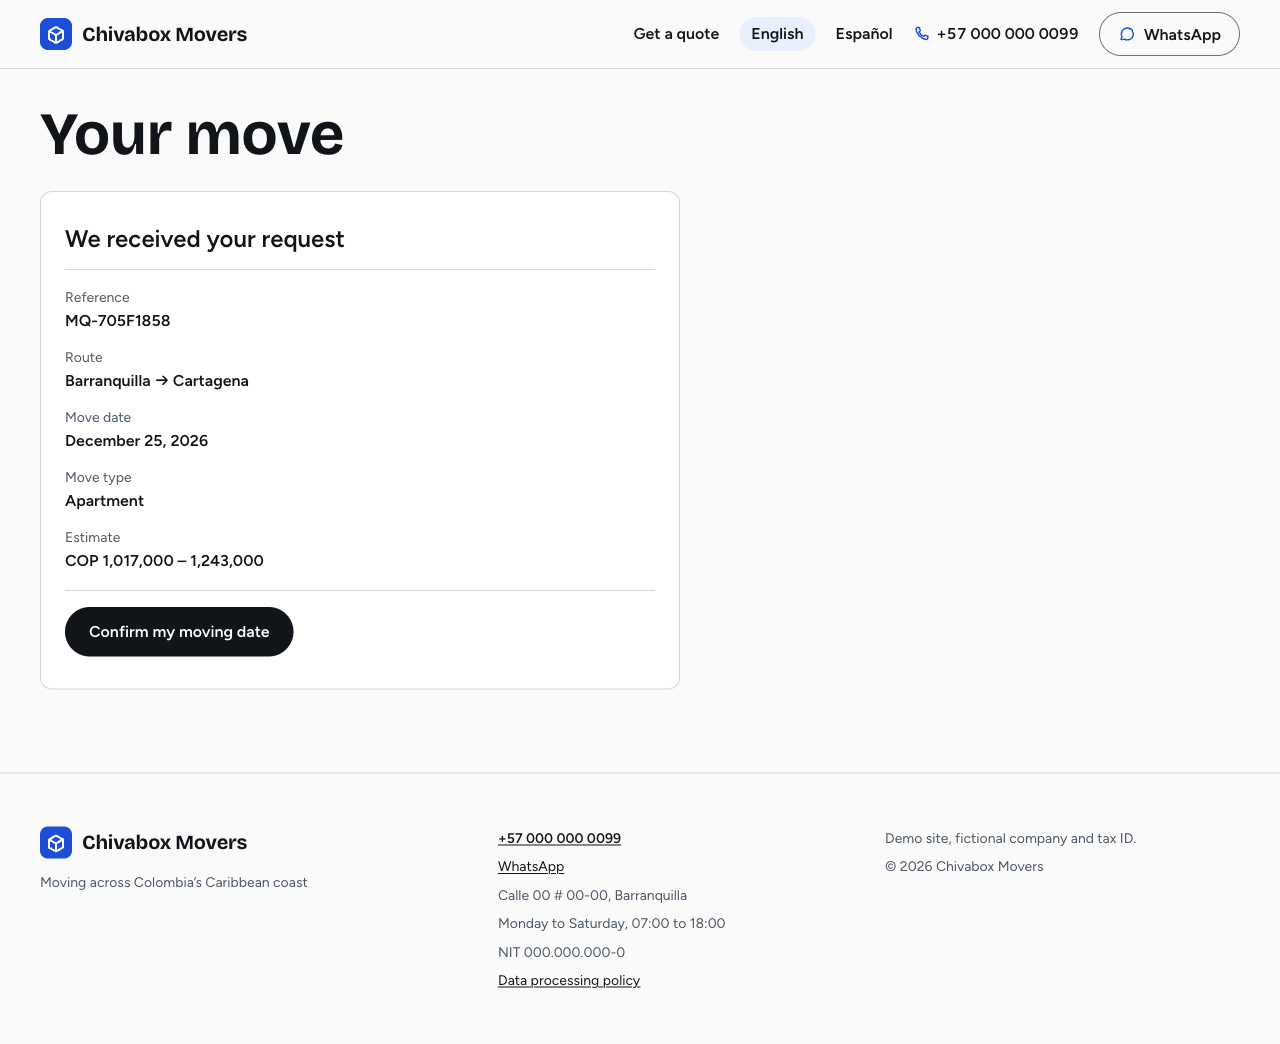 Chivabox Movers
Get a quote
English
Español
+57 000 000 0099
WhatsApp
Your move
We received your request
Reference
MQ-705F1858
Route
Barranquilla → Cartagena
Move date
December 25, 2026
Move type
Apartment
Estimate
COP 1,017,000 – 1,243,000
Confirm my moving date
Chivabox Movers
Moving across Colombia’s Caribbean coast
+57 000 000 0099
WhatsApp
Calle 00 # 00-00, Barranquilla
Monday to Saturday, 07:00 to 18:00
NIT 000.000.000-0
Data processing policy
Demo site, fictional company and tax ID.
© 2026 Chivabox Movers